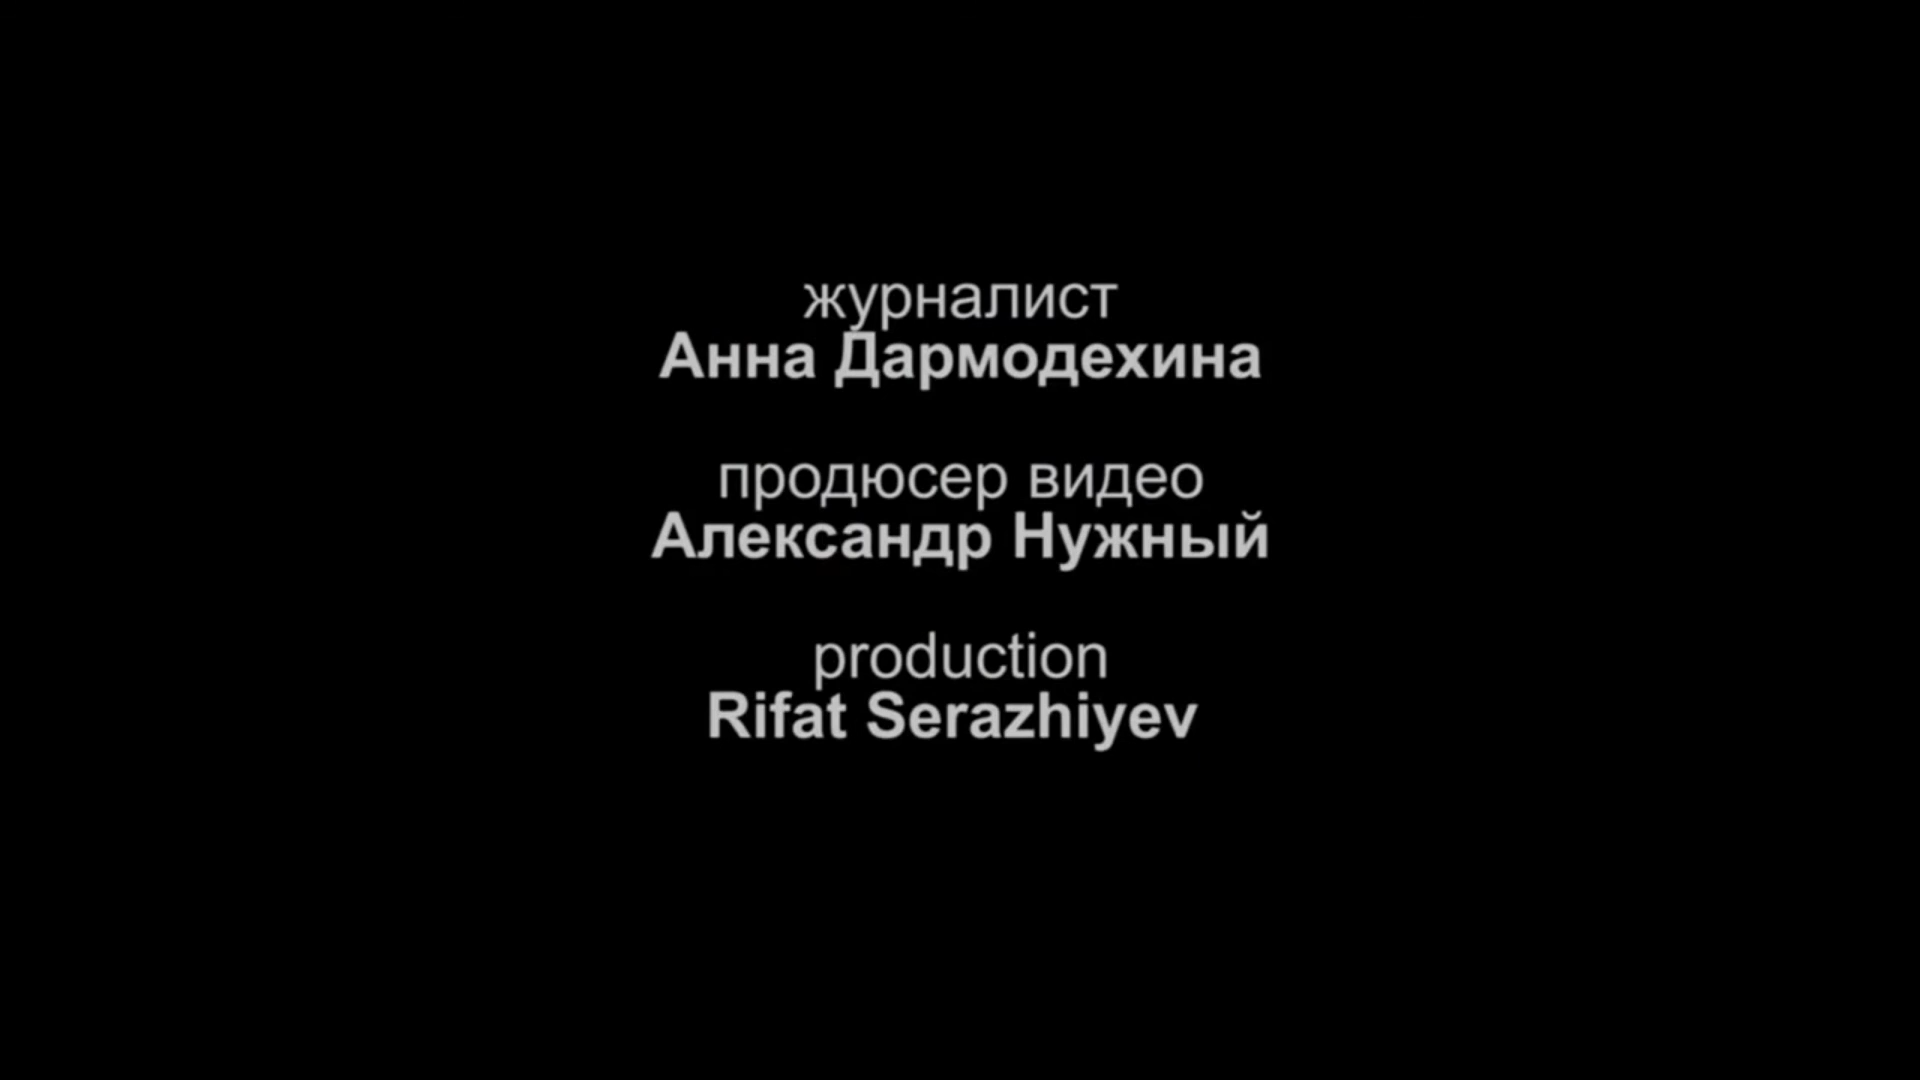 журналист
Анна Дармодехина
продюсер видео
Александр Нужный
production
Rifat Serazhiyev